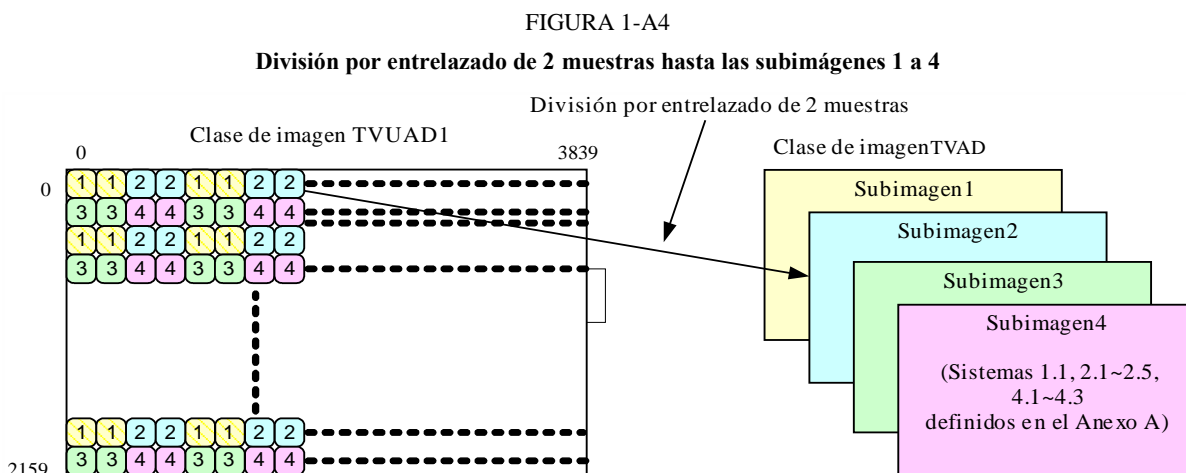 FIGURA 1-A4
División por entrelazado de 2 muestras hasta las subimágenes 1 a 4
División por entrelazado de 2 muestras
Clase de imagen TVUAD1
0 3839
Clase de imagenTVAD
0
1 1 2 2 1 1 2 2
3 3 4 4 3 3 4 4
1 1 2 2 1 1 2 2
3 3 4 4 3 3 4 4
1 1 2 2 1 1 2 2
3 3 4 4 3 3 4 4
2159
Subimagen1
Subimagen2
Subimagen3
Subimagen4
(Sistemas 1.1, 2.1~2.5,
4.1~4.3
definidos en el Anexo A)